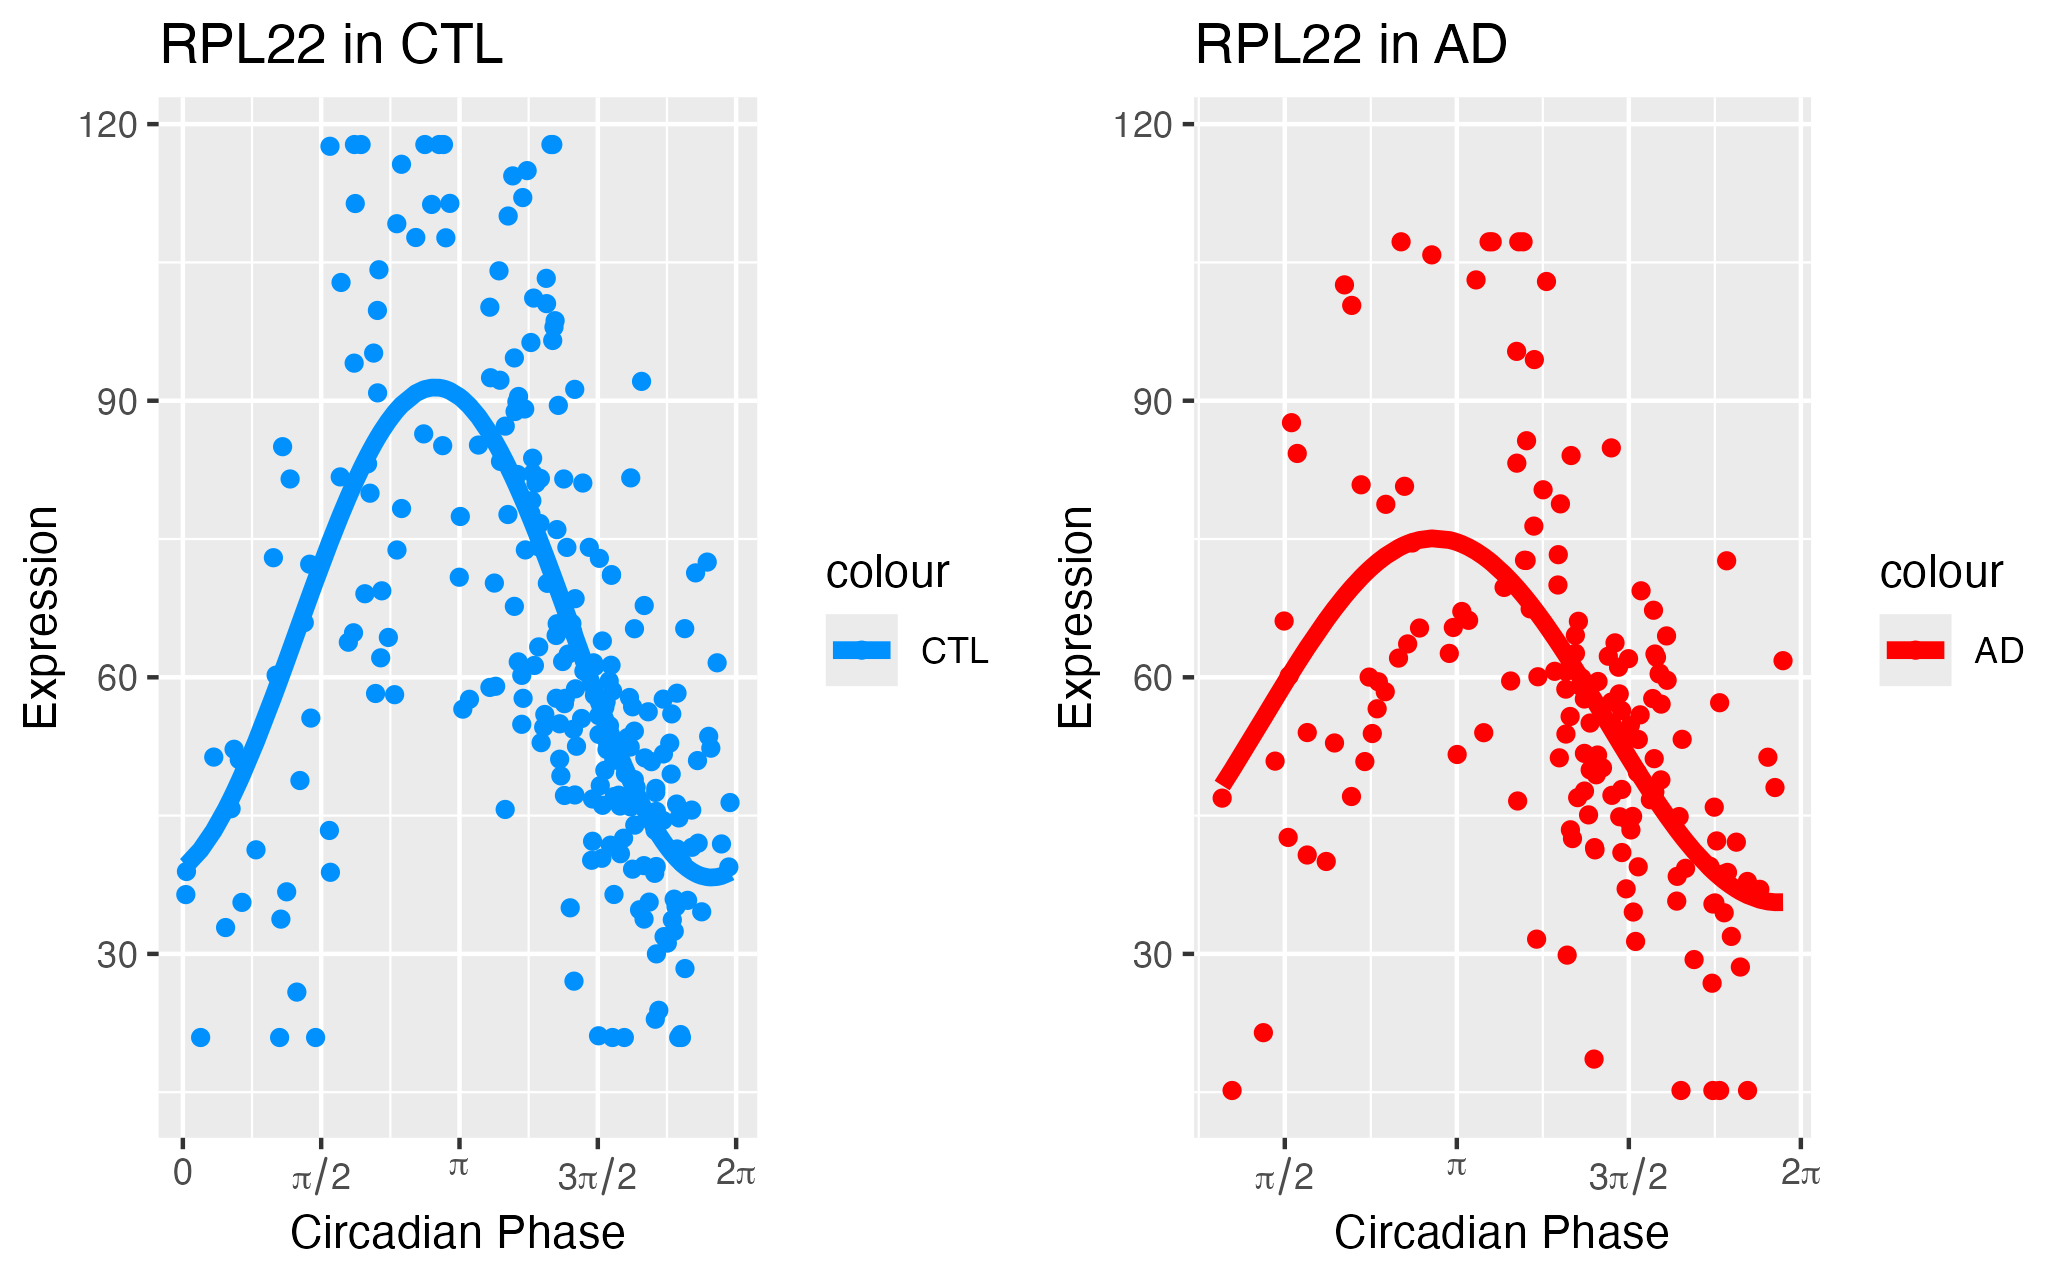 RPL22 in CTL
120
90
60
30
Expression
0
π/2
π
3π/2
2π
Circadian Phase
colour
CTL
RPL22 in AD
120
90
60
30
Expression
π/2
π
3π/2
2π
Circadian Phase
colour
AD